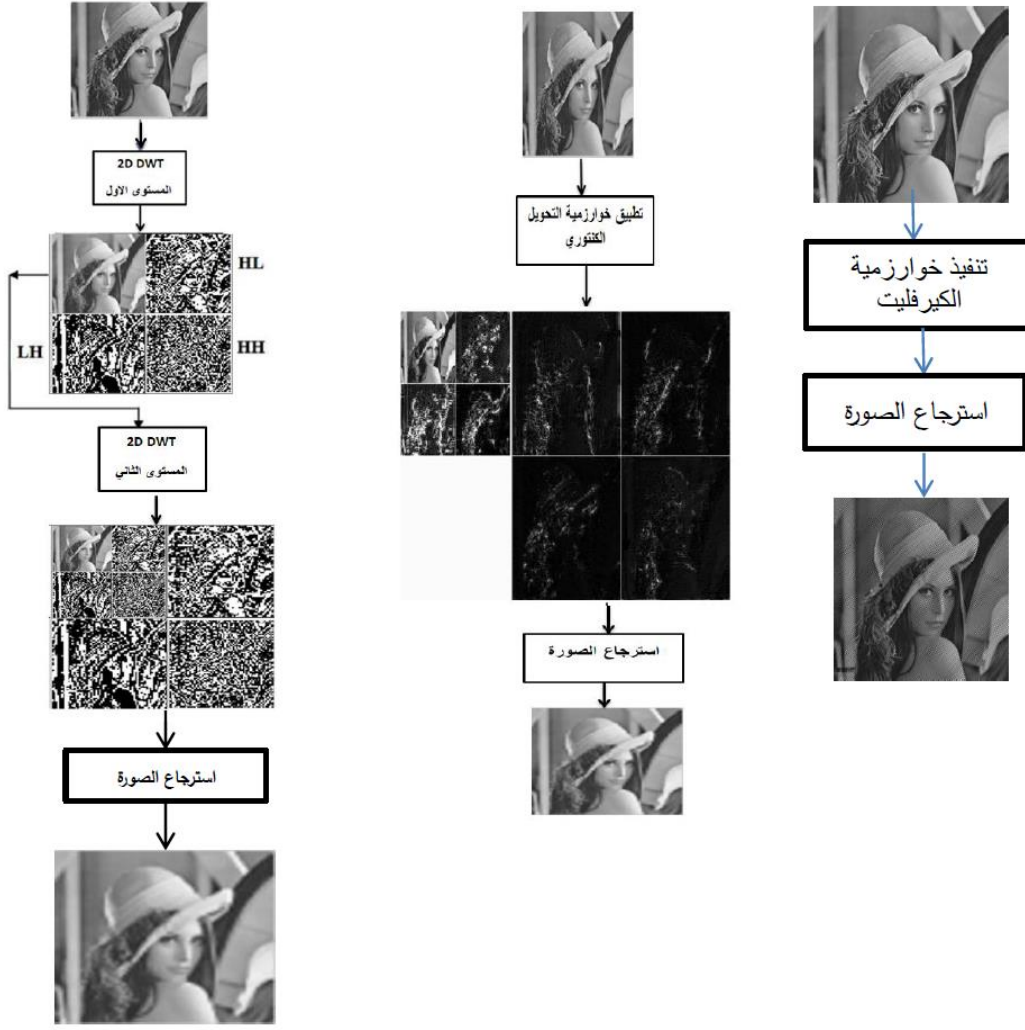 2D DWT
المستوى الاول
HL
LH
HH
2D DWT
المستوى الثاني
استرجاع الصورة
تطبيق خوارزمية التحويل
الكنتوري
استرجاع الصورة
تنفيذ خوارزمية
الكيرفليت
استرجاع الصورة